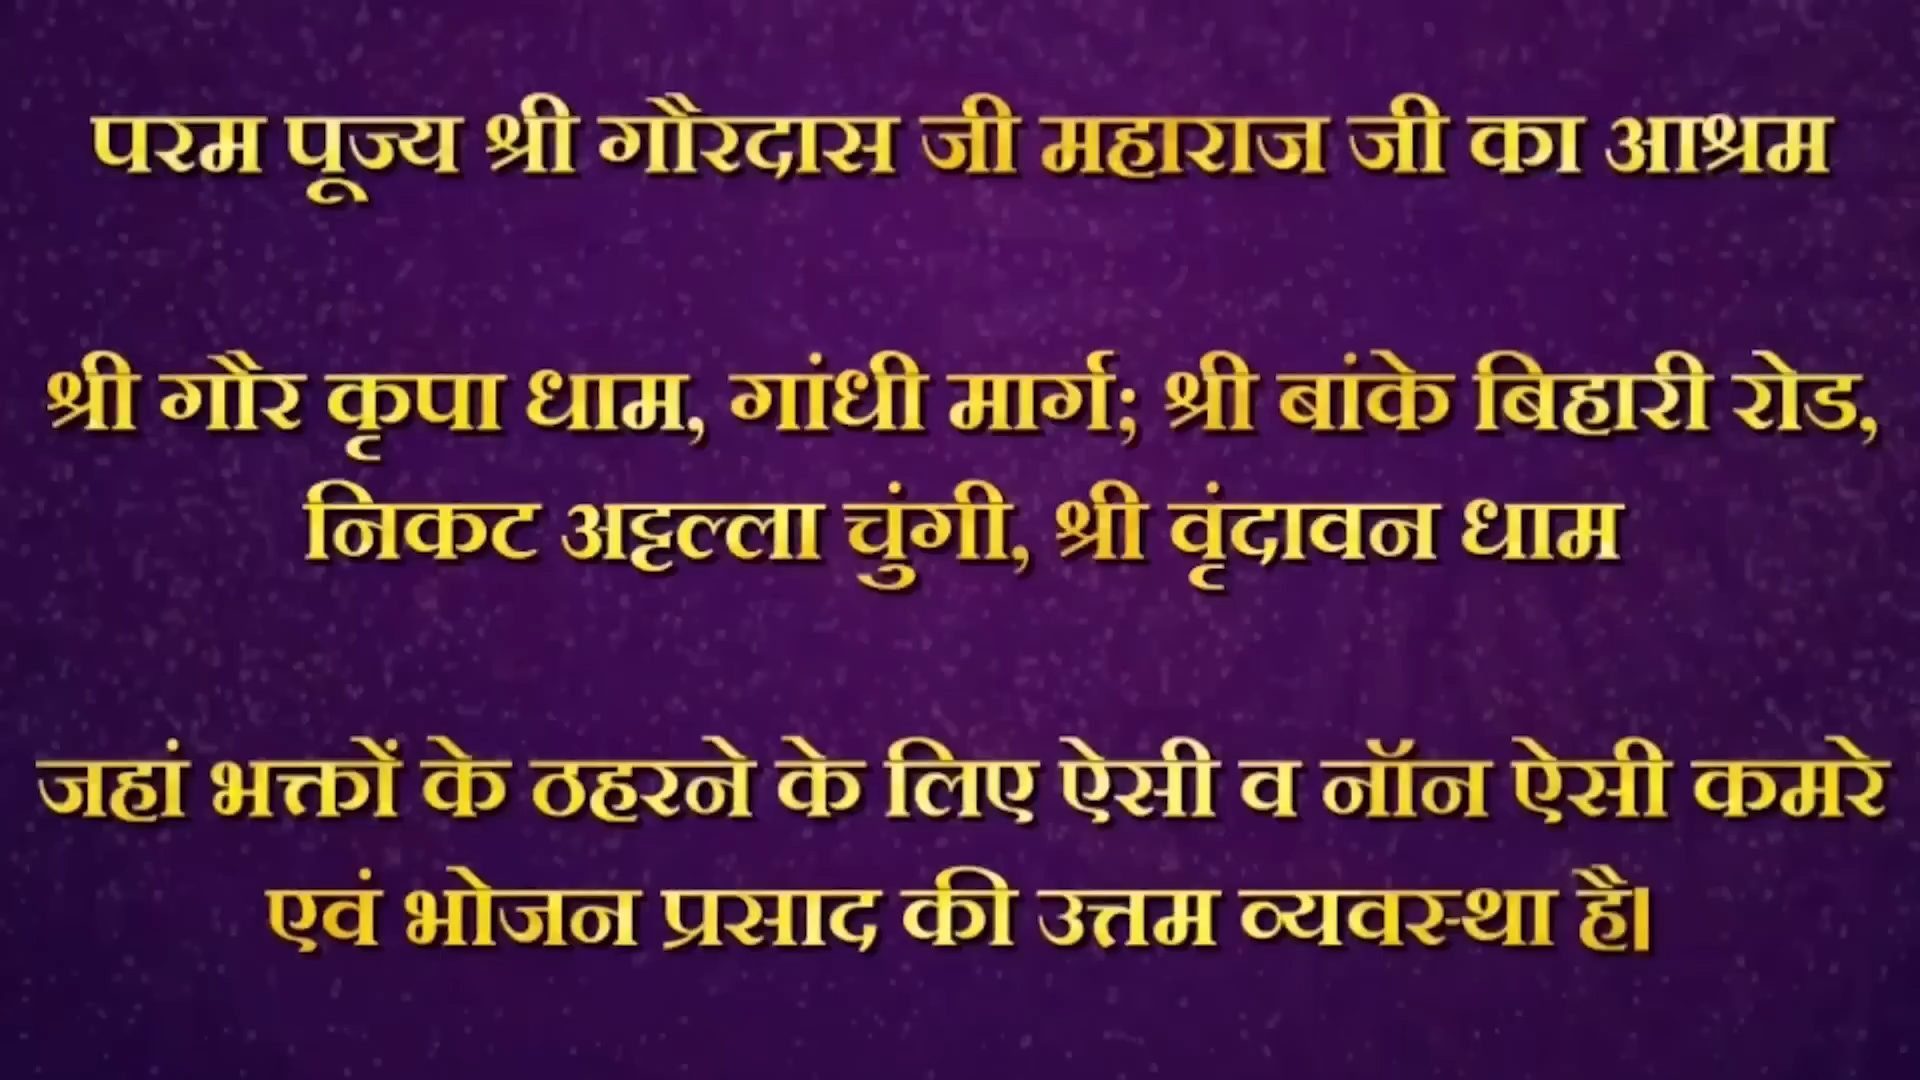 परम पूज्य श्री गौरदास जी महाराज जी का आश्रम
श्री गौर कृपा धाम, गांधी मार्ग; श्री बांके बिहारी रोड,
निकट अट्टल्ला चुंगी, श्री वृंदावन धाम
जहां भक्तों के ठहरने के लिए ऐसी व नॉन ऐसी कमरे
एवं भोजन प्रसाद की उत्तम व्यवस्था है।